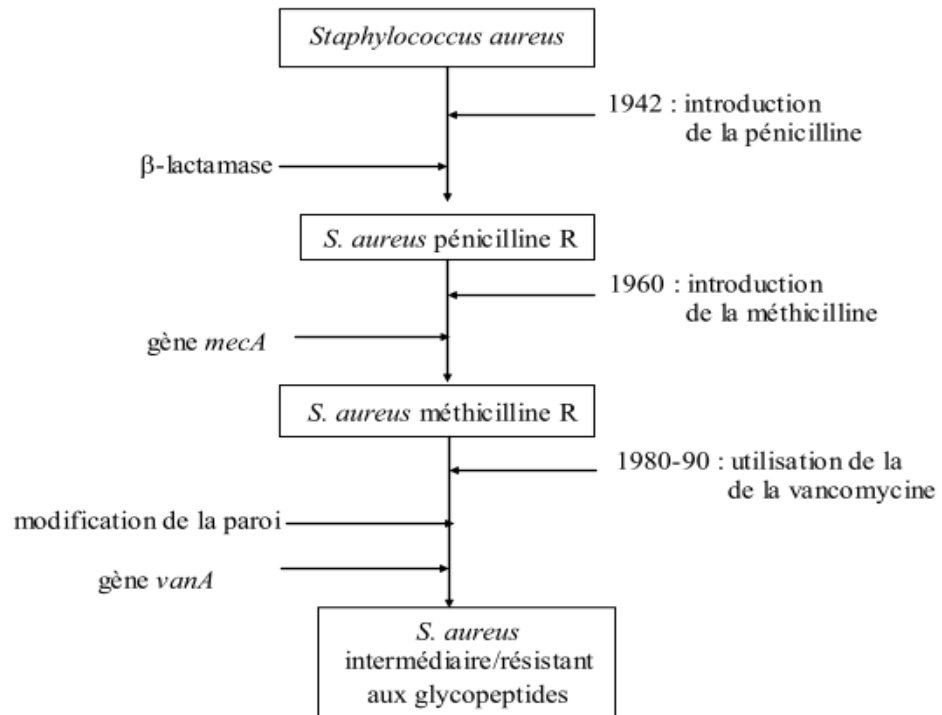 Staphylococcus aureus
1942 : introduction
de la pénicilline
β-lactamase
S. aureus pénicilline R
1960 : introduction
de la méthicilline
gène mecA
S. aureus méthicilline R
1980-90 : utilisation de la
de la vancomycine
modification de la paroi
gène vanA
S. aureus
intermédiaire/résistant
aux glycopeptides